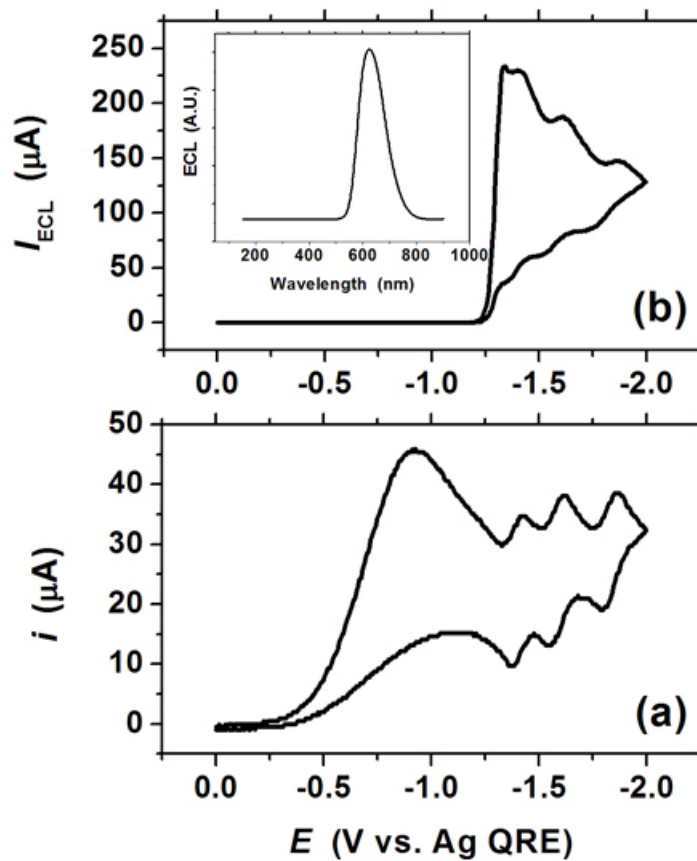 250
200
150
100
50
0
I_ECL (µA)
ECL (A.U.)
200 400 600 800 1000
Wavelength (nm)
(b)
0.0 -0.5 -1.0 -1.5 -2.0
50
40
30
20
10
0
i (µA)
(a)
0.0 -0.5 -1.0 -1.5 -2.0
E (V vs. Ag QRE)